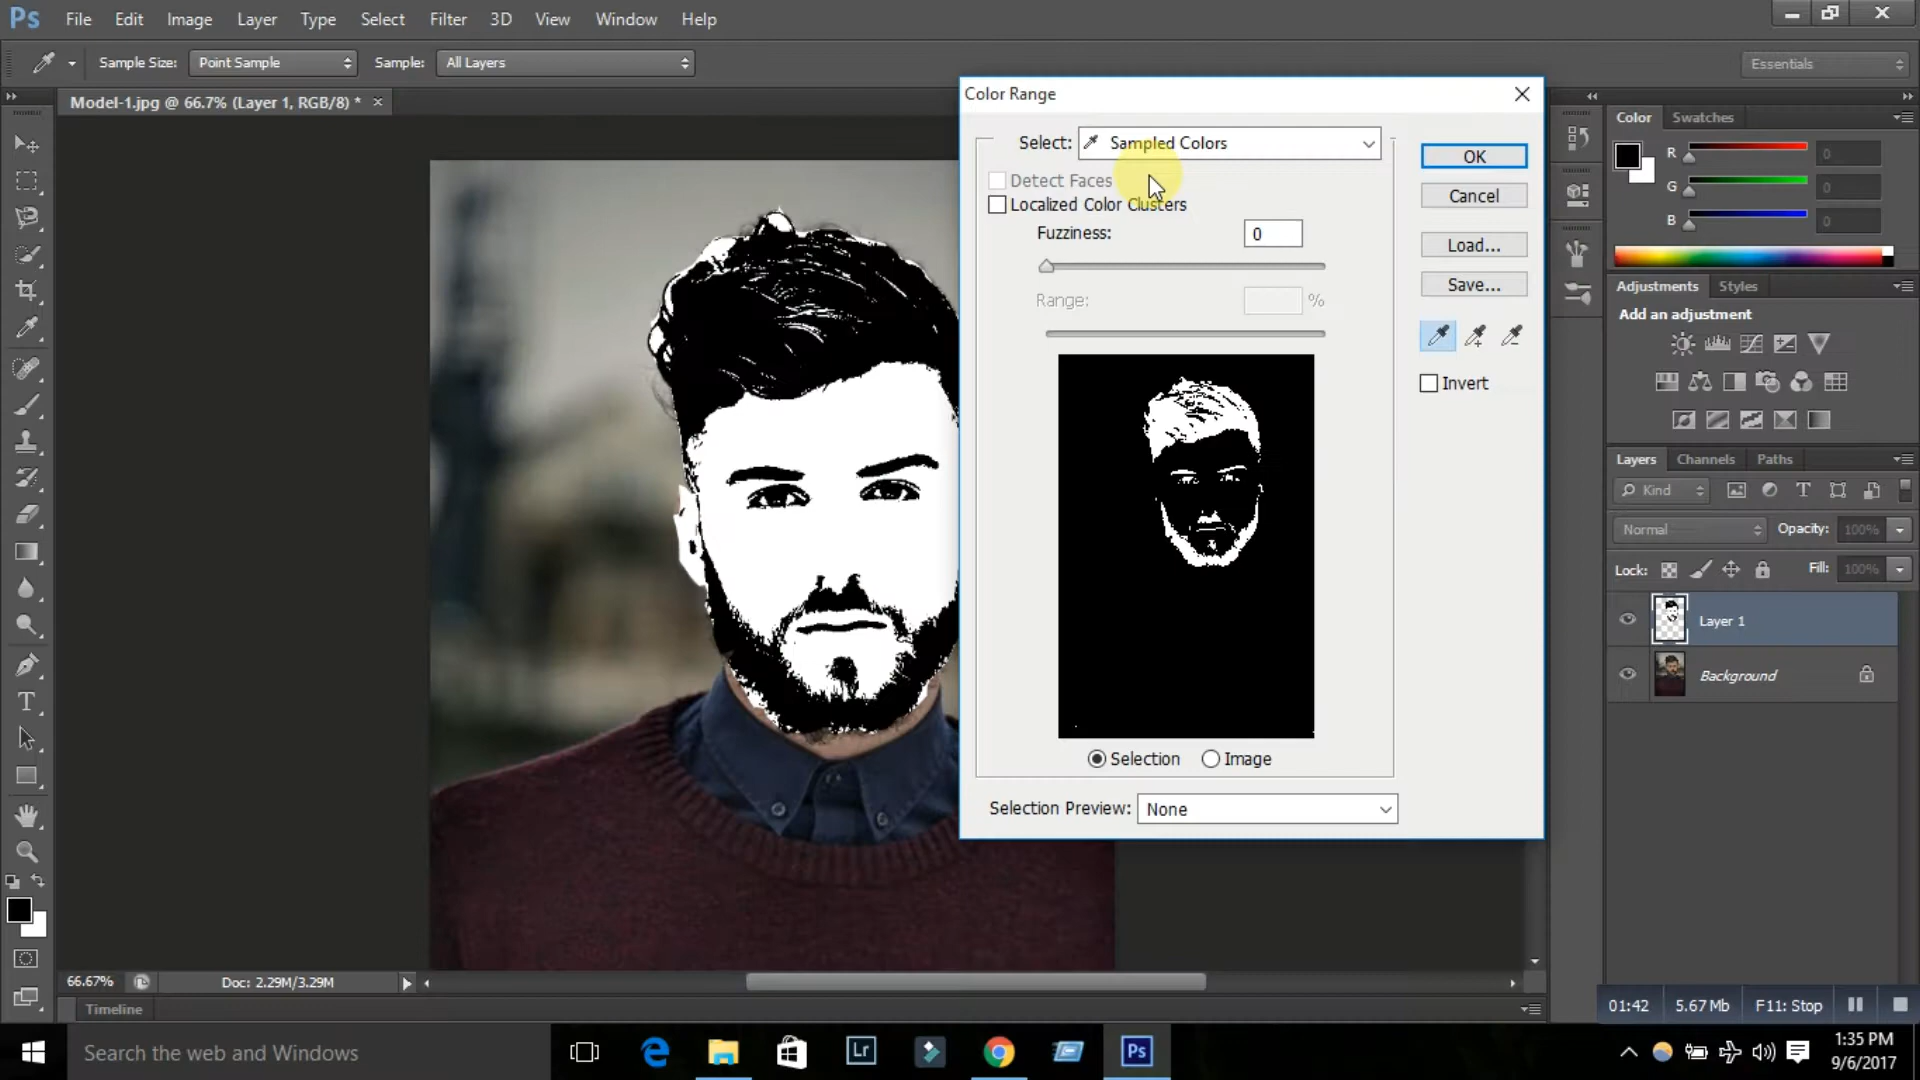 Ps File Edit Image Layer Type Select Filter 3D View Window Help
Sample Size: Point Sample Sample: All Layers Essentials
Model-1.jpg @ 66.7% (Layer 1, RGB/8) * ×
Color Range
Select: Sampled Colors
Detect Faces
Localized Color Clusters
Fuzziness: 0
Range: %
Selection Image
Selection Preview: None
OK
Cancel
Load...
Save...
Invert
Color Swatches
R 0
G 0
B 0
Adjustments Styles
Add an adjustment
Layers Channels Paths
Kind
Normal Opacity: 100%
Lock: Fill: 100%
Layer 1
Background
66.67% Doc: 2.29M/3.29M
Timeline
01:42 5.67 Mb F11: Stop
Search the web and Windows
Lr
Ps
1:35 PM
9/6/2017